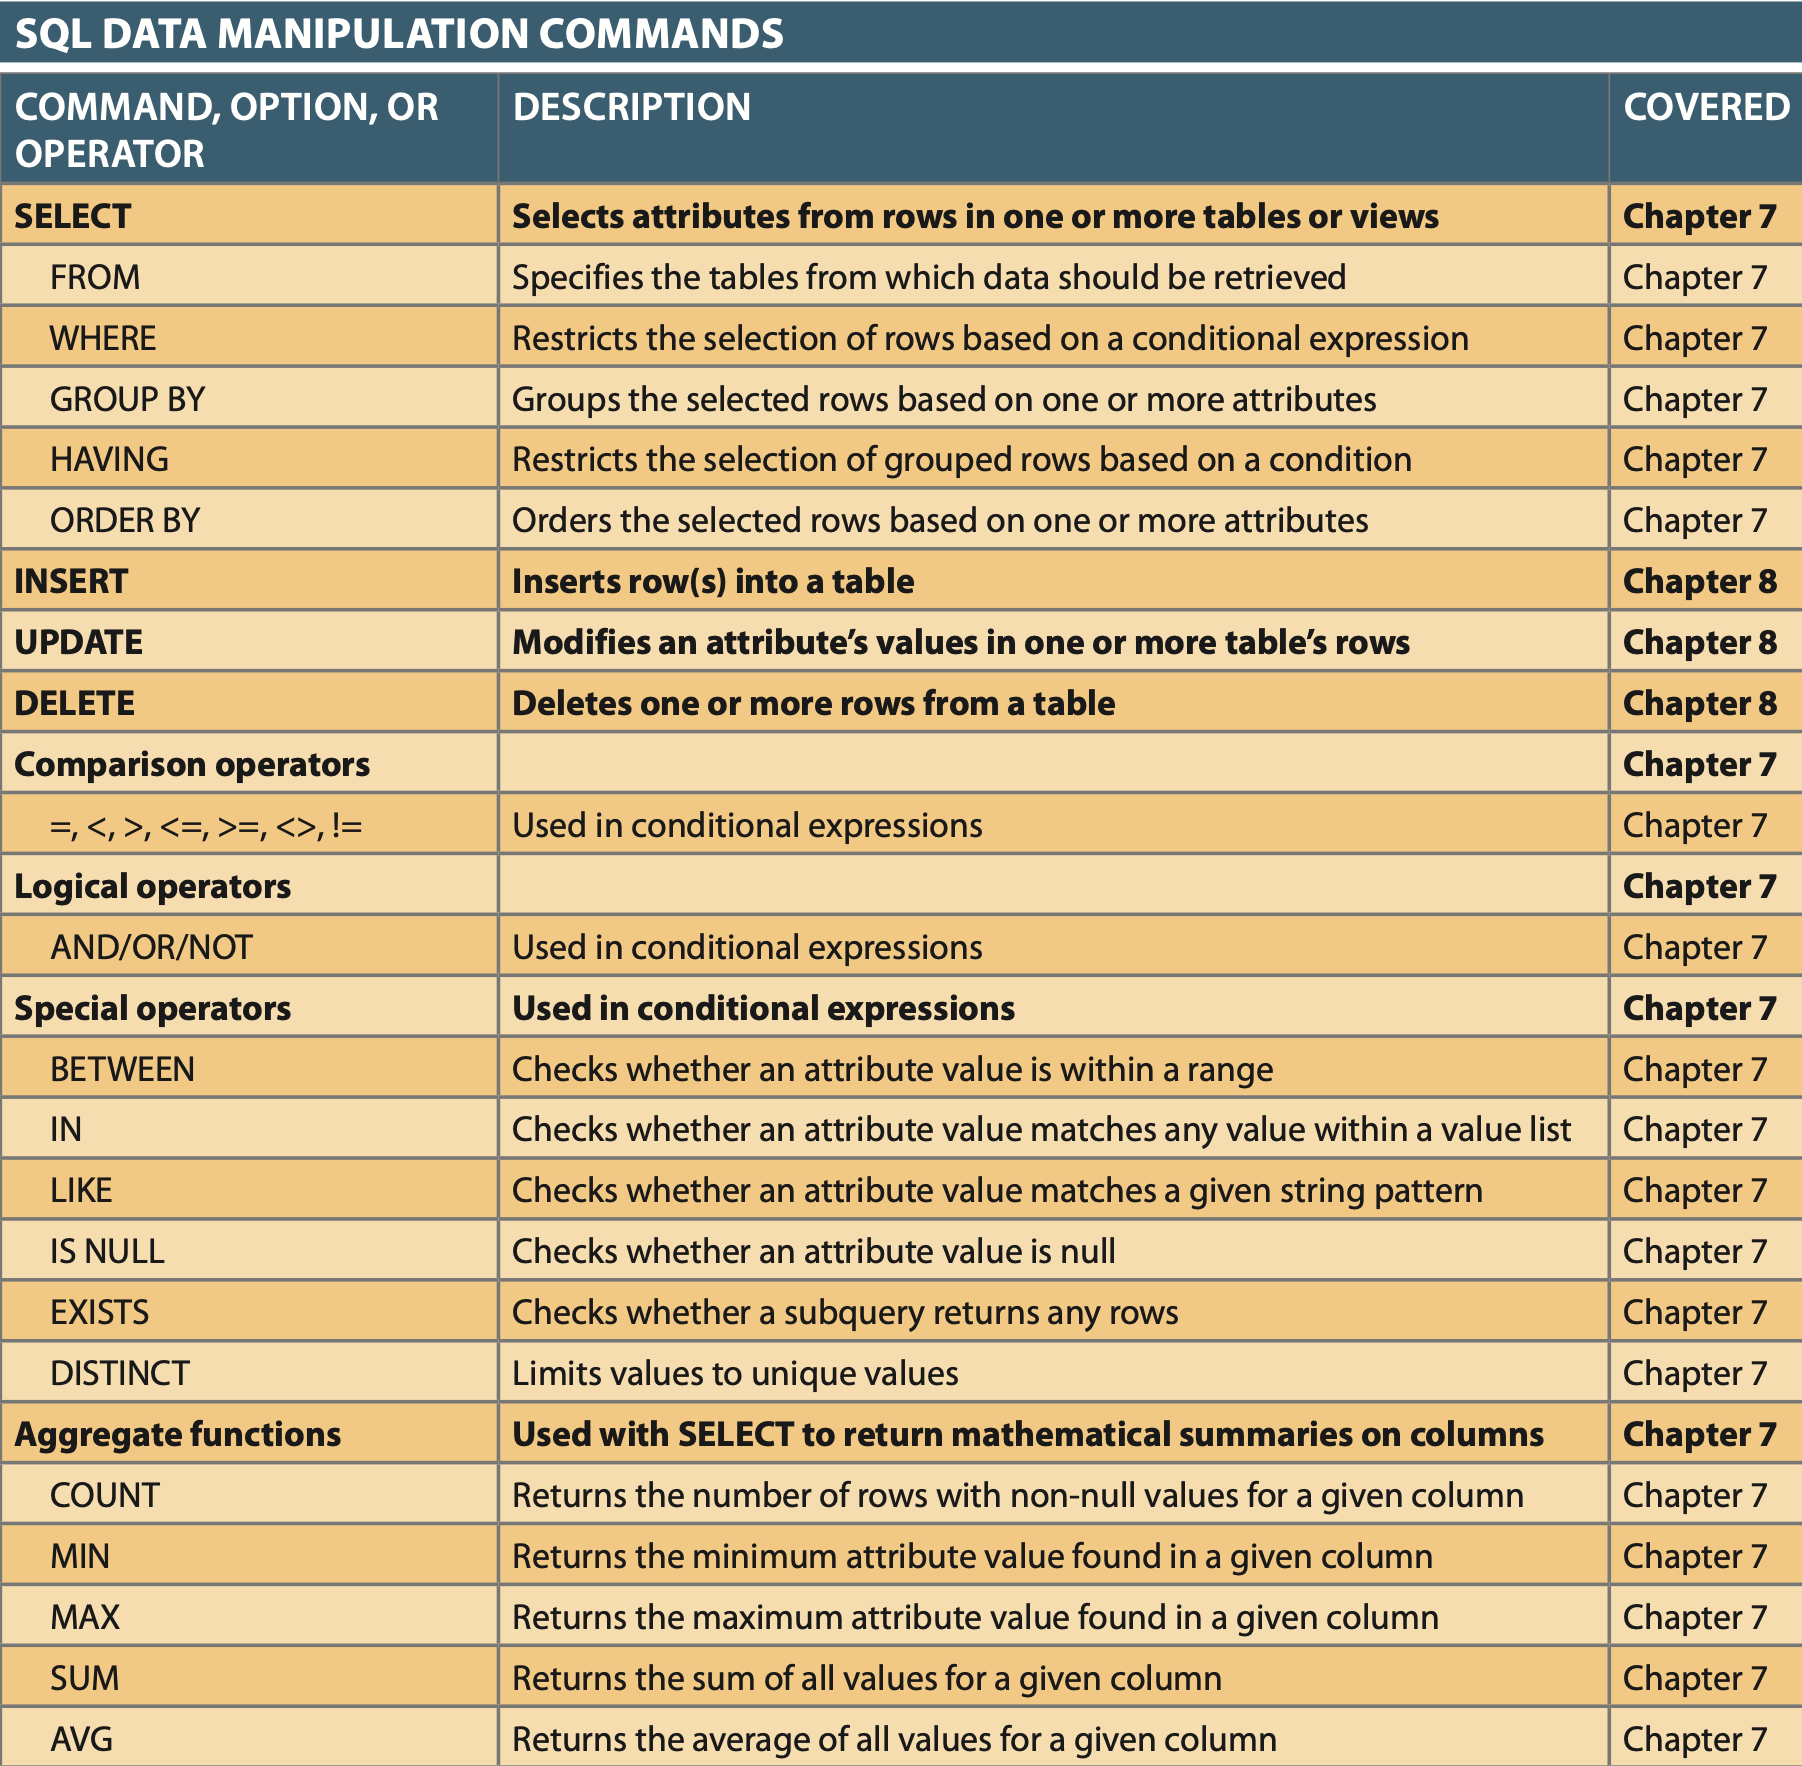 SQL DATA MANIPULATION COMMANDS
COMMAND, OPTION, OR OPERATOR DESCRIPTION COVERED
SELECT Selects attributes from rows in one or more tables or views Chapter 7
FROM Specifies the tables from which data should be retrieved Chapter 7
WHERE Restricts the selection of rows based on a conditional expression Chapter 7
GROUP BY Groups the selected rows based on one or more attributes Chapter 7
HAVING Restricts the selection of grouped rows based on a condition Chapter 7
ORDER BY Orders the selected rows based on one or more attributes Chapter 7
INSERT Inserts row(s) into a table Chapter 8
UPDATE Modifies an attribute’s values in one or more table’s rows Chapter 8
DELETE Deletes one or more rows from a table Chapter 8
Comparison operators Chapter 7
=, <, >, <=, >=, <>, != Used in conditional expressions Chapter 7
Logical operators Chapter 7
AND/OR/NOT Used in conditional expressions Chapter 7
Special operators Used in conditional expressions Chapter 7
BETWEEN Checks whether an attribute value is within a range Chapter 7
IN Checks whether an attribute value matches any value within a value list Chapter 7
LIKE Checks whether an attribute value matches a given string pattern Chapter 7
IS NULL Checks whether an attribute value is null Chapter 7
EXISTS Checks whether a subquery returns any rows Chapter 7
DISTINCT Limits values to unique values Chapter 7
Aggregate functions Used with SELECT to return mathematical summaries on columns Chapter 7
COUNT Returns the number of rows with non-null values for a given column Chapter 7
MIN Returns the minimum attribute value found in a given column Chapter 7
MAX Returns the maximum attribute value found in a given column Chapter 7
SUM Returns the sum of all values for a given column Chapter 7
AVG Returns the average of all values for a given column Chapter 7